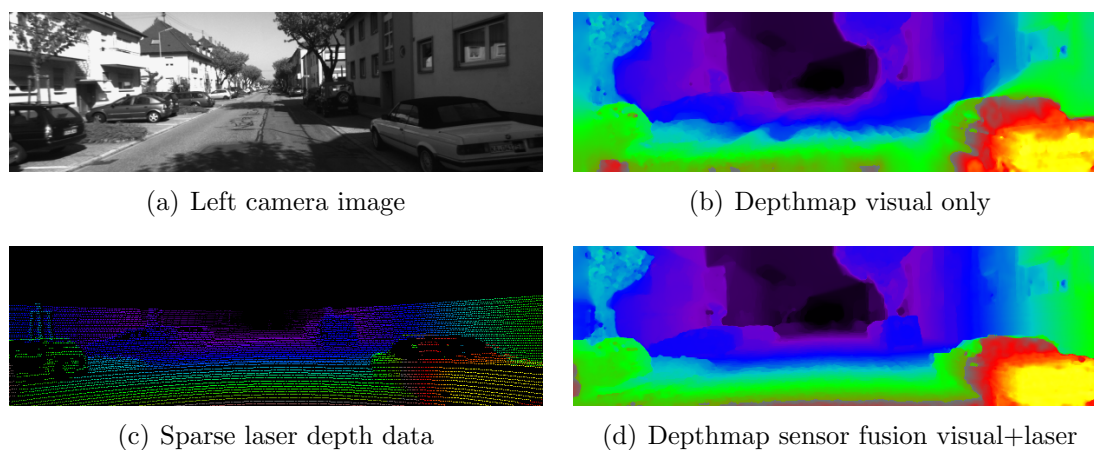 (a) Left camera image
(b) Depthmap visual only
(c) Sparse laser depth data
(d) Depthmap sensor fusion visual+laser